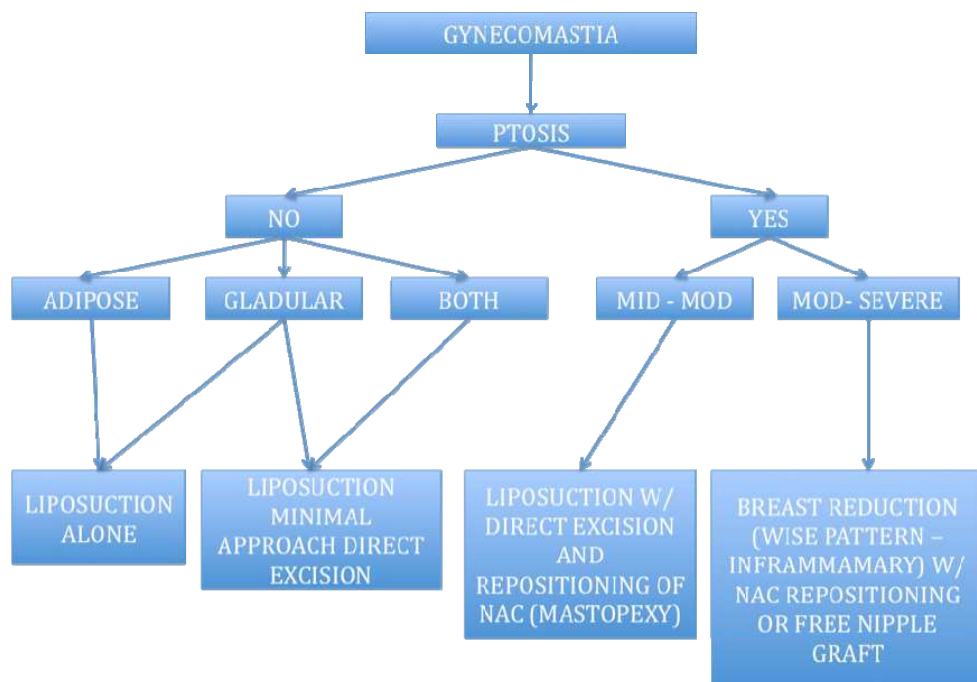 GYNECOMASTIA
PTOSIS
NO
YES
ADIPOSE
GLADULAR
BOTH
MID - MOD
MOD- SEVERE
LIPOSUCTION
ALONE
LIPOSUCTION
MINIMAL
APPROACH DIRECT
EXCISION
LIPOSUCTION W/
DIRECT EXCISION
AND
REPOSITIONING OF
NAC (MASTOPEXY)
BREAST REDUCTION
(WISE PATTERN –
INFRAMMAMARY) W/
NAC REPOSITIONING
OR FREE NIPPLE
GRAFT